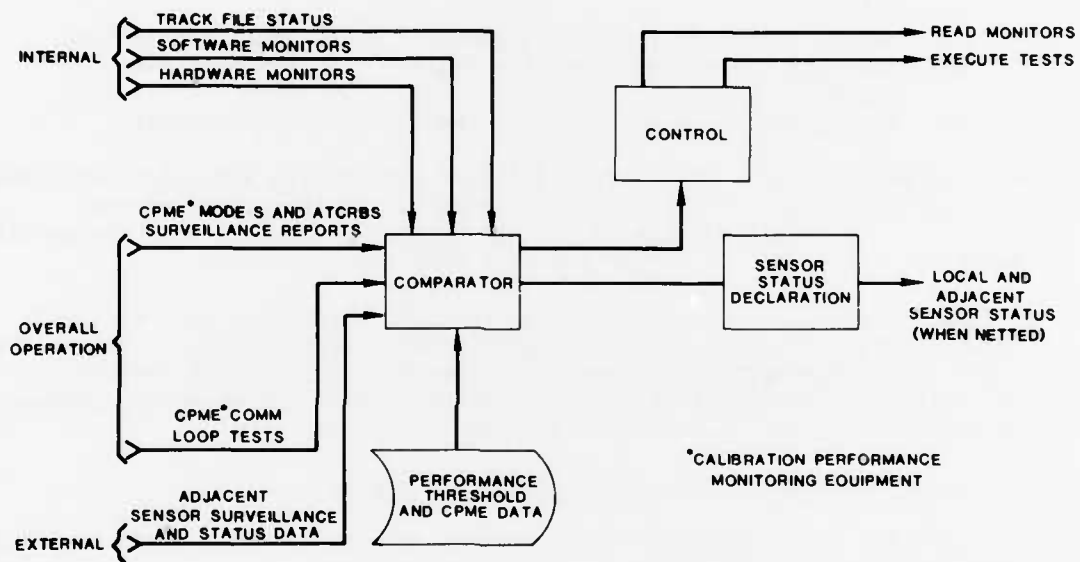 TRACK FILE STATUS
SOFTWARE MONITORS
HARDWARE MONITORS
INTERNAL
READ MONITORS
EXECUTE TESTS
CONTROL
CPME* MODE S AND ATCRBS
SURVEILLANCE REPORTS
COMPARATOR
SENSOR
STATUS
DECLARATION
LOCAL AND
ADJACENT
SENSOR STATUS
(WHEN NETTED)
OVERALL
OPERATION
CPME* COMM
LOOP TESTS
PERFORMANCE
THRESHOLD
AND CPME DATA
*CALIBRATION PERFORMANCE
MONITORING EQUIPMENT
ADJACENT
SENSOR SURVEILLANCE
AND STATUS DATA
EXTERNAL